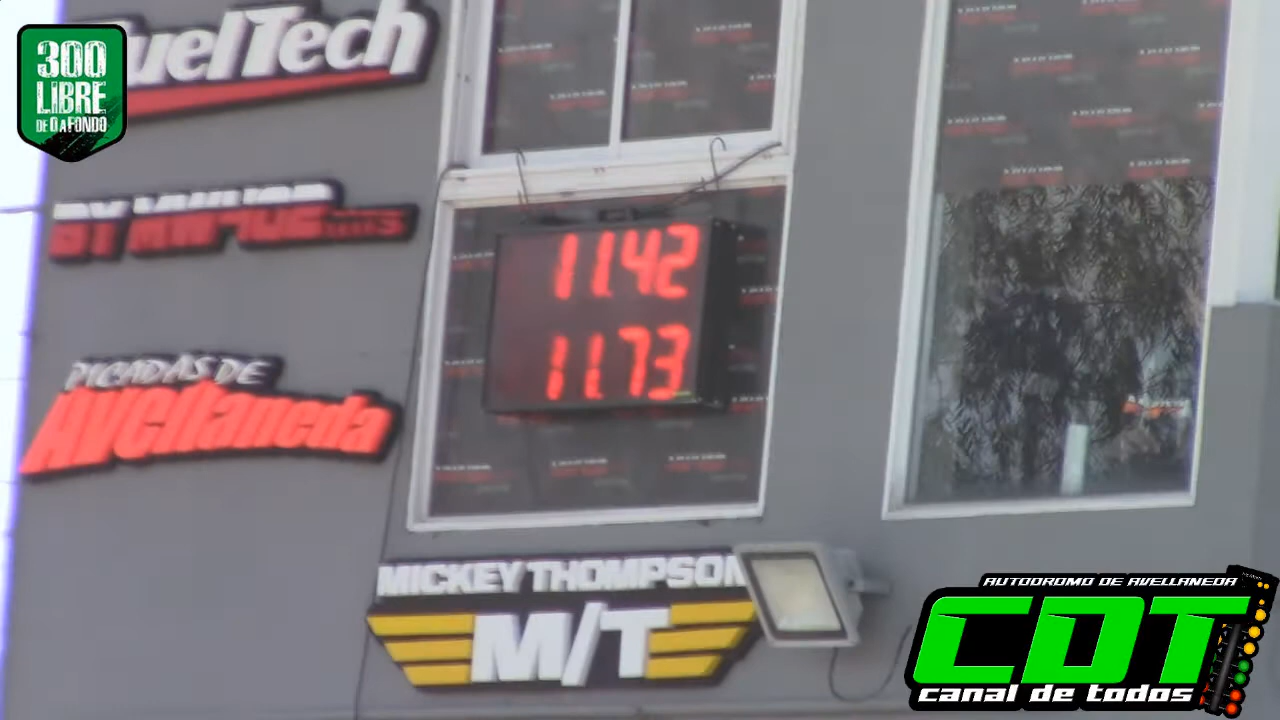 300
LIBRE
DE 0 A FONDO
FuelTech
11.42
11.73
PICADAS DE
Avellaneda
MICKEY THOMPSON
M/T
AUTODROMO DE AVELLANEDA
CDT
canal de todos